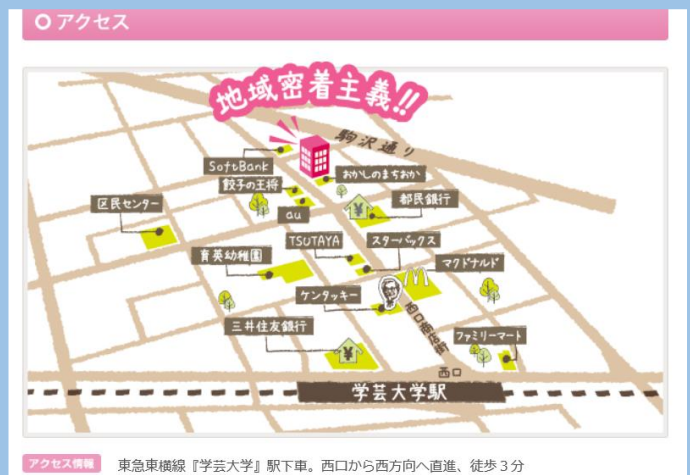 アクセス
地域密着主義!!
駒沢通り
SoftBank
おかしのまちおか
餃子の王将
都民銀行
区民センター
au
TSUTAYA
スターバックス
育英幼稚園
マクドナルド
ケンタッキー
西口商店街
三井住友銀行
ファミリーマート
西口
学芸大学駅
アクセス情報 東急東横線『学芸大学』駅下車。西口から西方向へ直進、徒歩3分